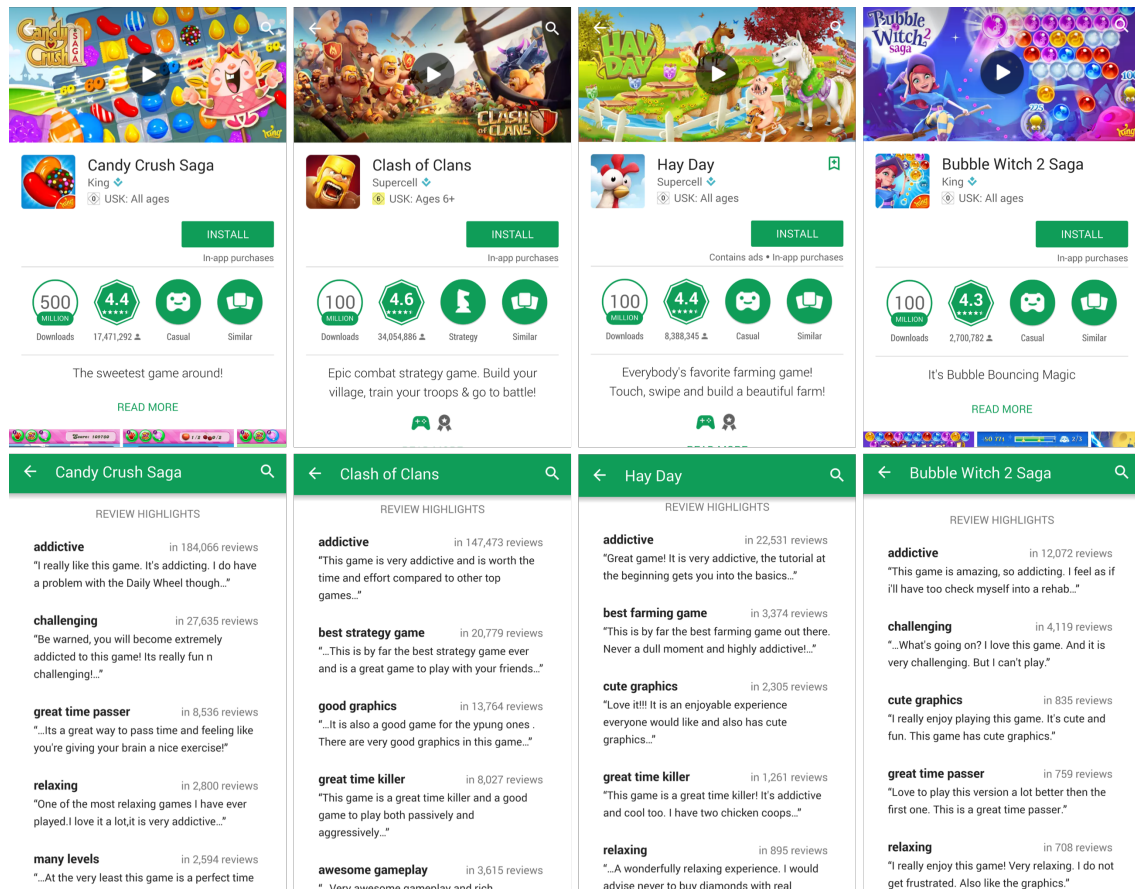 Candy
Crush
SAGA
60
60
60
king
Candy Crush Saga
King
0 USK: All ages
INSTALL
In-app purchases
500
MILLION
Downloads
4.4
17,471,292
Casual
Similar
The sweetest game around!
READ MORE
CLASH
OF CLANS
Clash of Clans
Supercell
6 USK: Ages 6+
INSTALL
In-app purchases
100
MILLION
Downloads
4.6
34,054,886
Strategy
Similar
Epic combat strategy game. Build your
village, train your troops & go to battle!
HAY
DAY
Hay Day
Supercell
0 USK: All ages
INSTALL
Contains ads • In-app purchases
100
MILLION
Downloads
4.4
8,388,345
Casual
Similar
Everybody's favorite farming game!
Touch, swipe and build a beautiful farm!
READ MORE
Bubble
Witch 2
saga
king
Bubble Witch 2 Saga
King
0 USK: All ages
INSTALL
In-app purchases
100
MILLION
Downloads
4.3
2,700,782
Casual
Similar
It's Bubble Bouncing Magic
READ MORE
Candy Crush Saga
REVIEW HIGHLIGHTS
addictive in 184,066 reviews
“I really like this game. It's addicting. I do have
a problem with the Daily Wheel though…”
challenging in 27,635 reviews
“Be warned, you will become extremely
addicted to this game! Its really fun n
challenging!…”
great time passer in 8,536 reviews
“…Its a great way to pass time and feeling like
you're giving your brain a nice exercise!”
relaxing in 2,800 reviews
“One of the most relaxing games I have ever
played.I love it a lot,it is very addictive…”
many levels in 2,594 reviews
“…At the very least this game is a perfect time
Clash of Clans
REVIEW HIGHLIGHTS
addictive in 147,473 reviews
“This game is very addictive and is worth the
time and effort compared to other top
games…”
best strategy game in 20,779 reviews
“…This is by far the best strategy game ever
and is a great game to play with your friends…”
good graphics in 13,764 reviews
“…It is also a good game for the ypung ones .
There are very good graphics in this game…”
great time killer in 8,027 reviews
“This game is a great time killer and a good
game to play both passively and
aggressively…”
awesome gameplay in 3,615 reviews
“ Very awesome gameplay and rich
Hay Day
REVIEW HIGHLIGHTS
addictive in 22,531 reviews
“Great game! It is very addictive, the tutorial at
the beginning gets you into the basics…”
best farming game in 3,374 reviews
“This is by far the best farming game out there.
Never a dull moment and highly addictive!…”
cute graphics in 2,305 reviews
“Love it!!! It is an enjoyable experience
everyone would like and also has cute
graphics…”
great time killer in 1,261 reviews
“This game is a great time killer! It's addictive
and cool too. I have two chicken coops…”
relaxing in 895 reviews
“…A wonderfully relaxing experience. I would
advise never to buy diamonds with real
Bubble Witch 2 Saga
REVIEW HIGHLIGHTS
addictive in 12,072 reviews
“This game is amazing, so addicting. I feel as if
i'll have too check myself into a rehab…”
challenging in 4,119 reviews
“…What's going on? I love this game. And it is
very challenging. But I can't play.”
cute graphics in 835 reviews
“I really enjoy playing this game. It's cute and
fun. This game has cute graphics.”
great time passer in 759 reviews
“Love to play this version a lot better then the
first one. This is a great time passer.”
relaxing in 708 reviews
“I really enjoy this game! Very relaxing. I do not
get frustrated. Also like the graphics.”